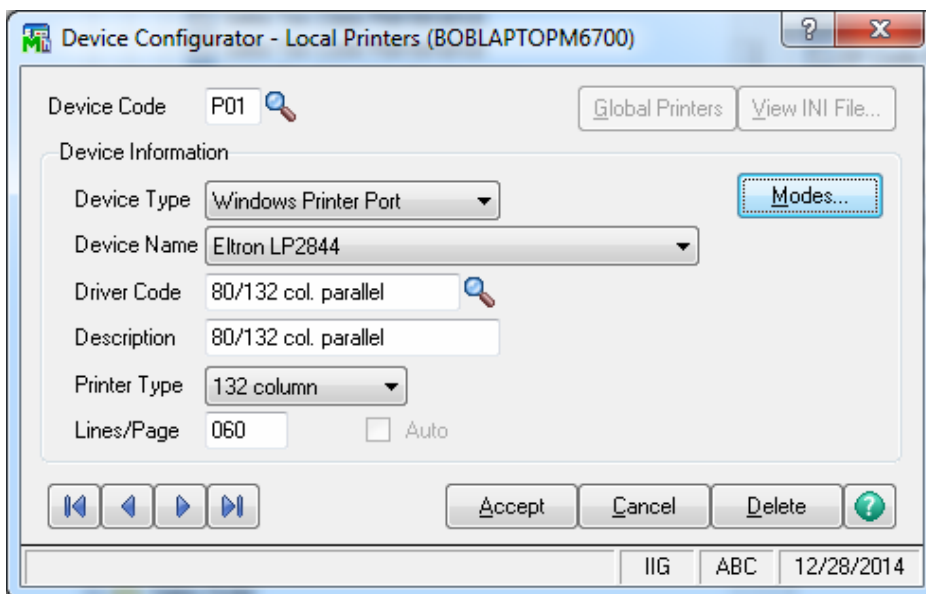 Device Configurator - Local Printers (BOBLAPTOPM6700)
Device Code P01 Global Printers View INI File...
Device Information
Device Type Windows Printer Port Modes...
Device Name Eltron LP2844
Driver Code 80/132 col. parallel
Description 80/132 col. parallel
Printer Type 132 column
Lines/Page 060 Auto
Accept Cancel Delete
IIG ABC 12/28/2014